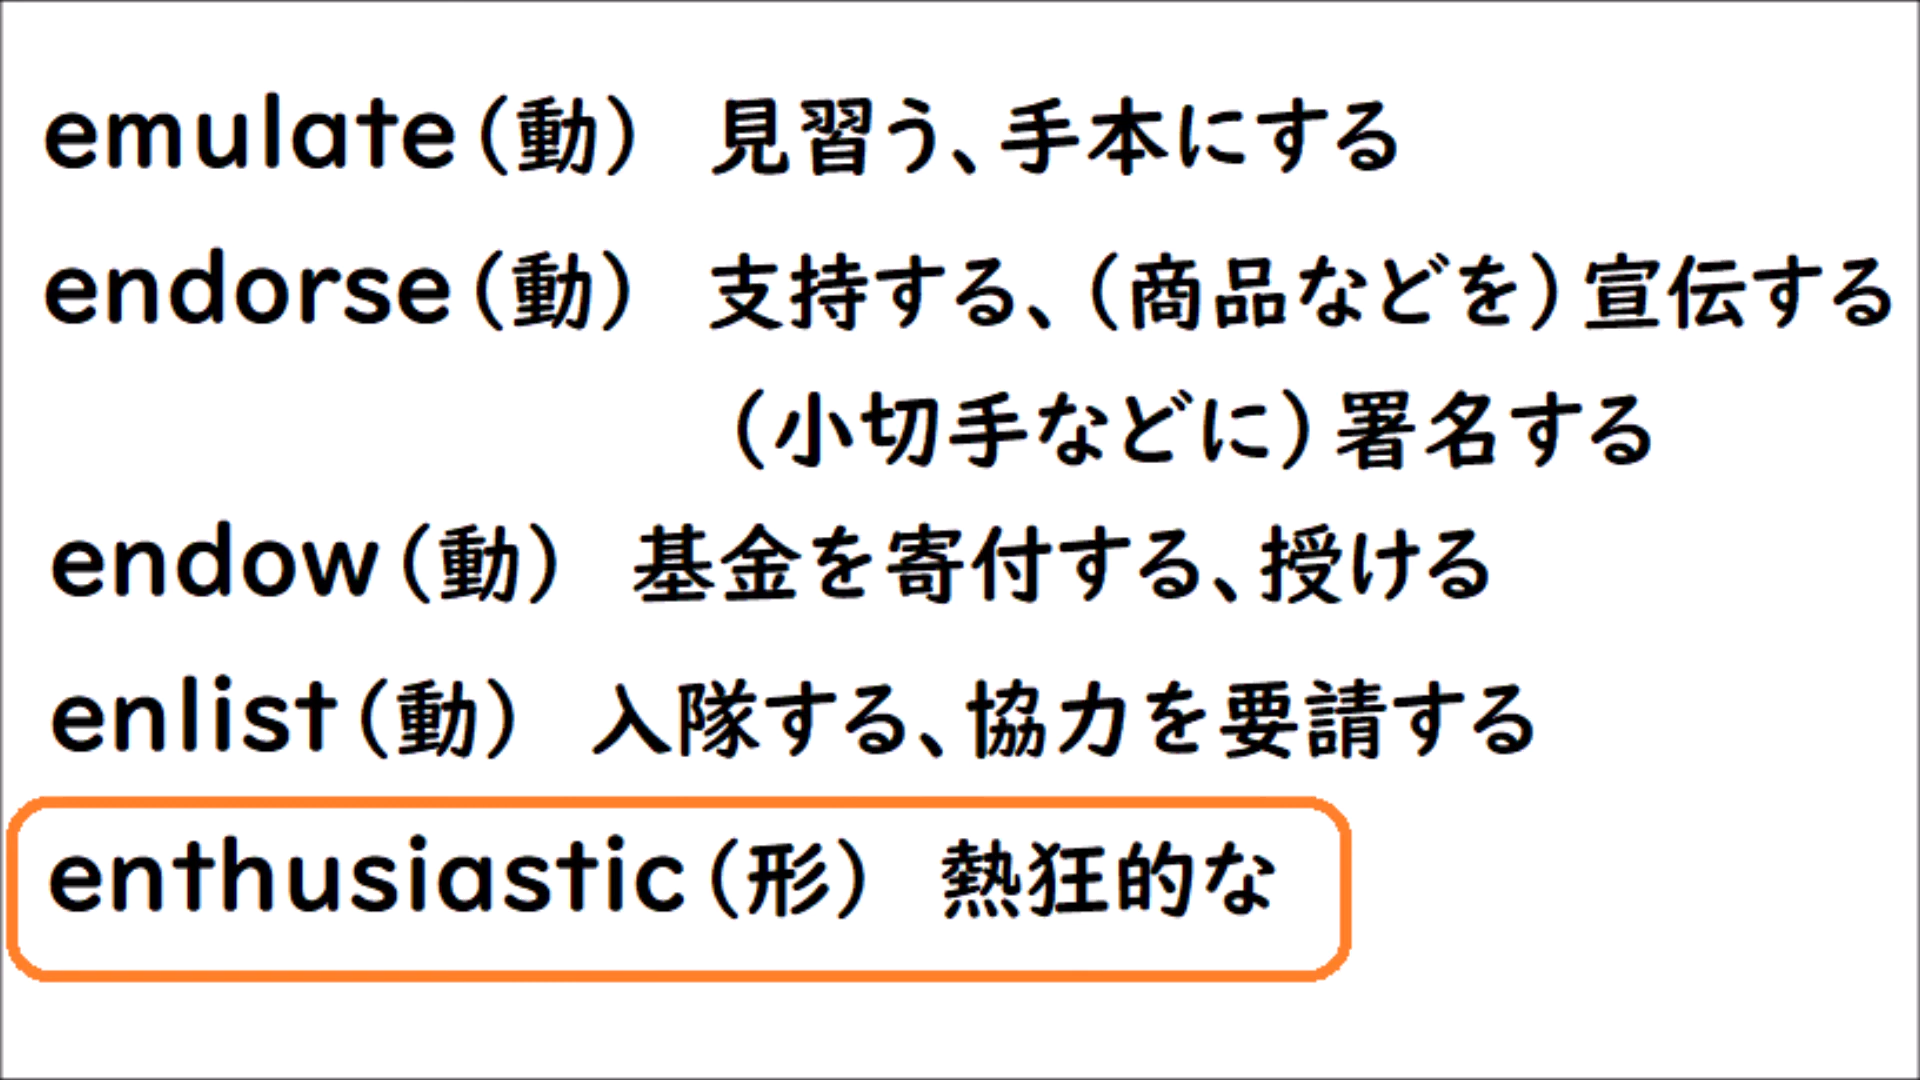 emulate（動） 見習う、手本にする
endorse（動） 支持する、（商品などを）宣伝する
（小切手などに）署名する
endow（動） 基金を寄付する、授ける
enlist（動） 入隊する、協力を要請する
enthusiastic（形） 熱狂的な